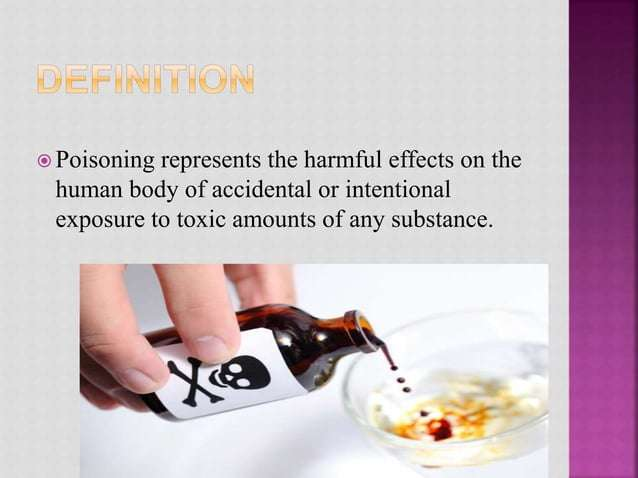 DEFINITION
Poisoning represents the harmful effects on the
human body of accidental or intentional
exposure to toxic amounts of any substance.